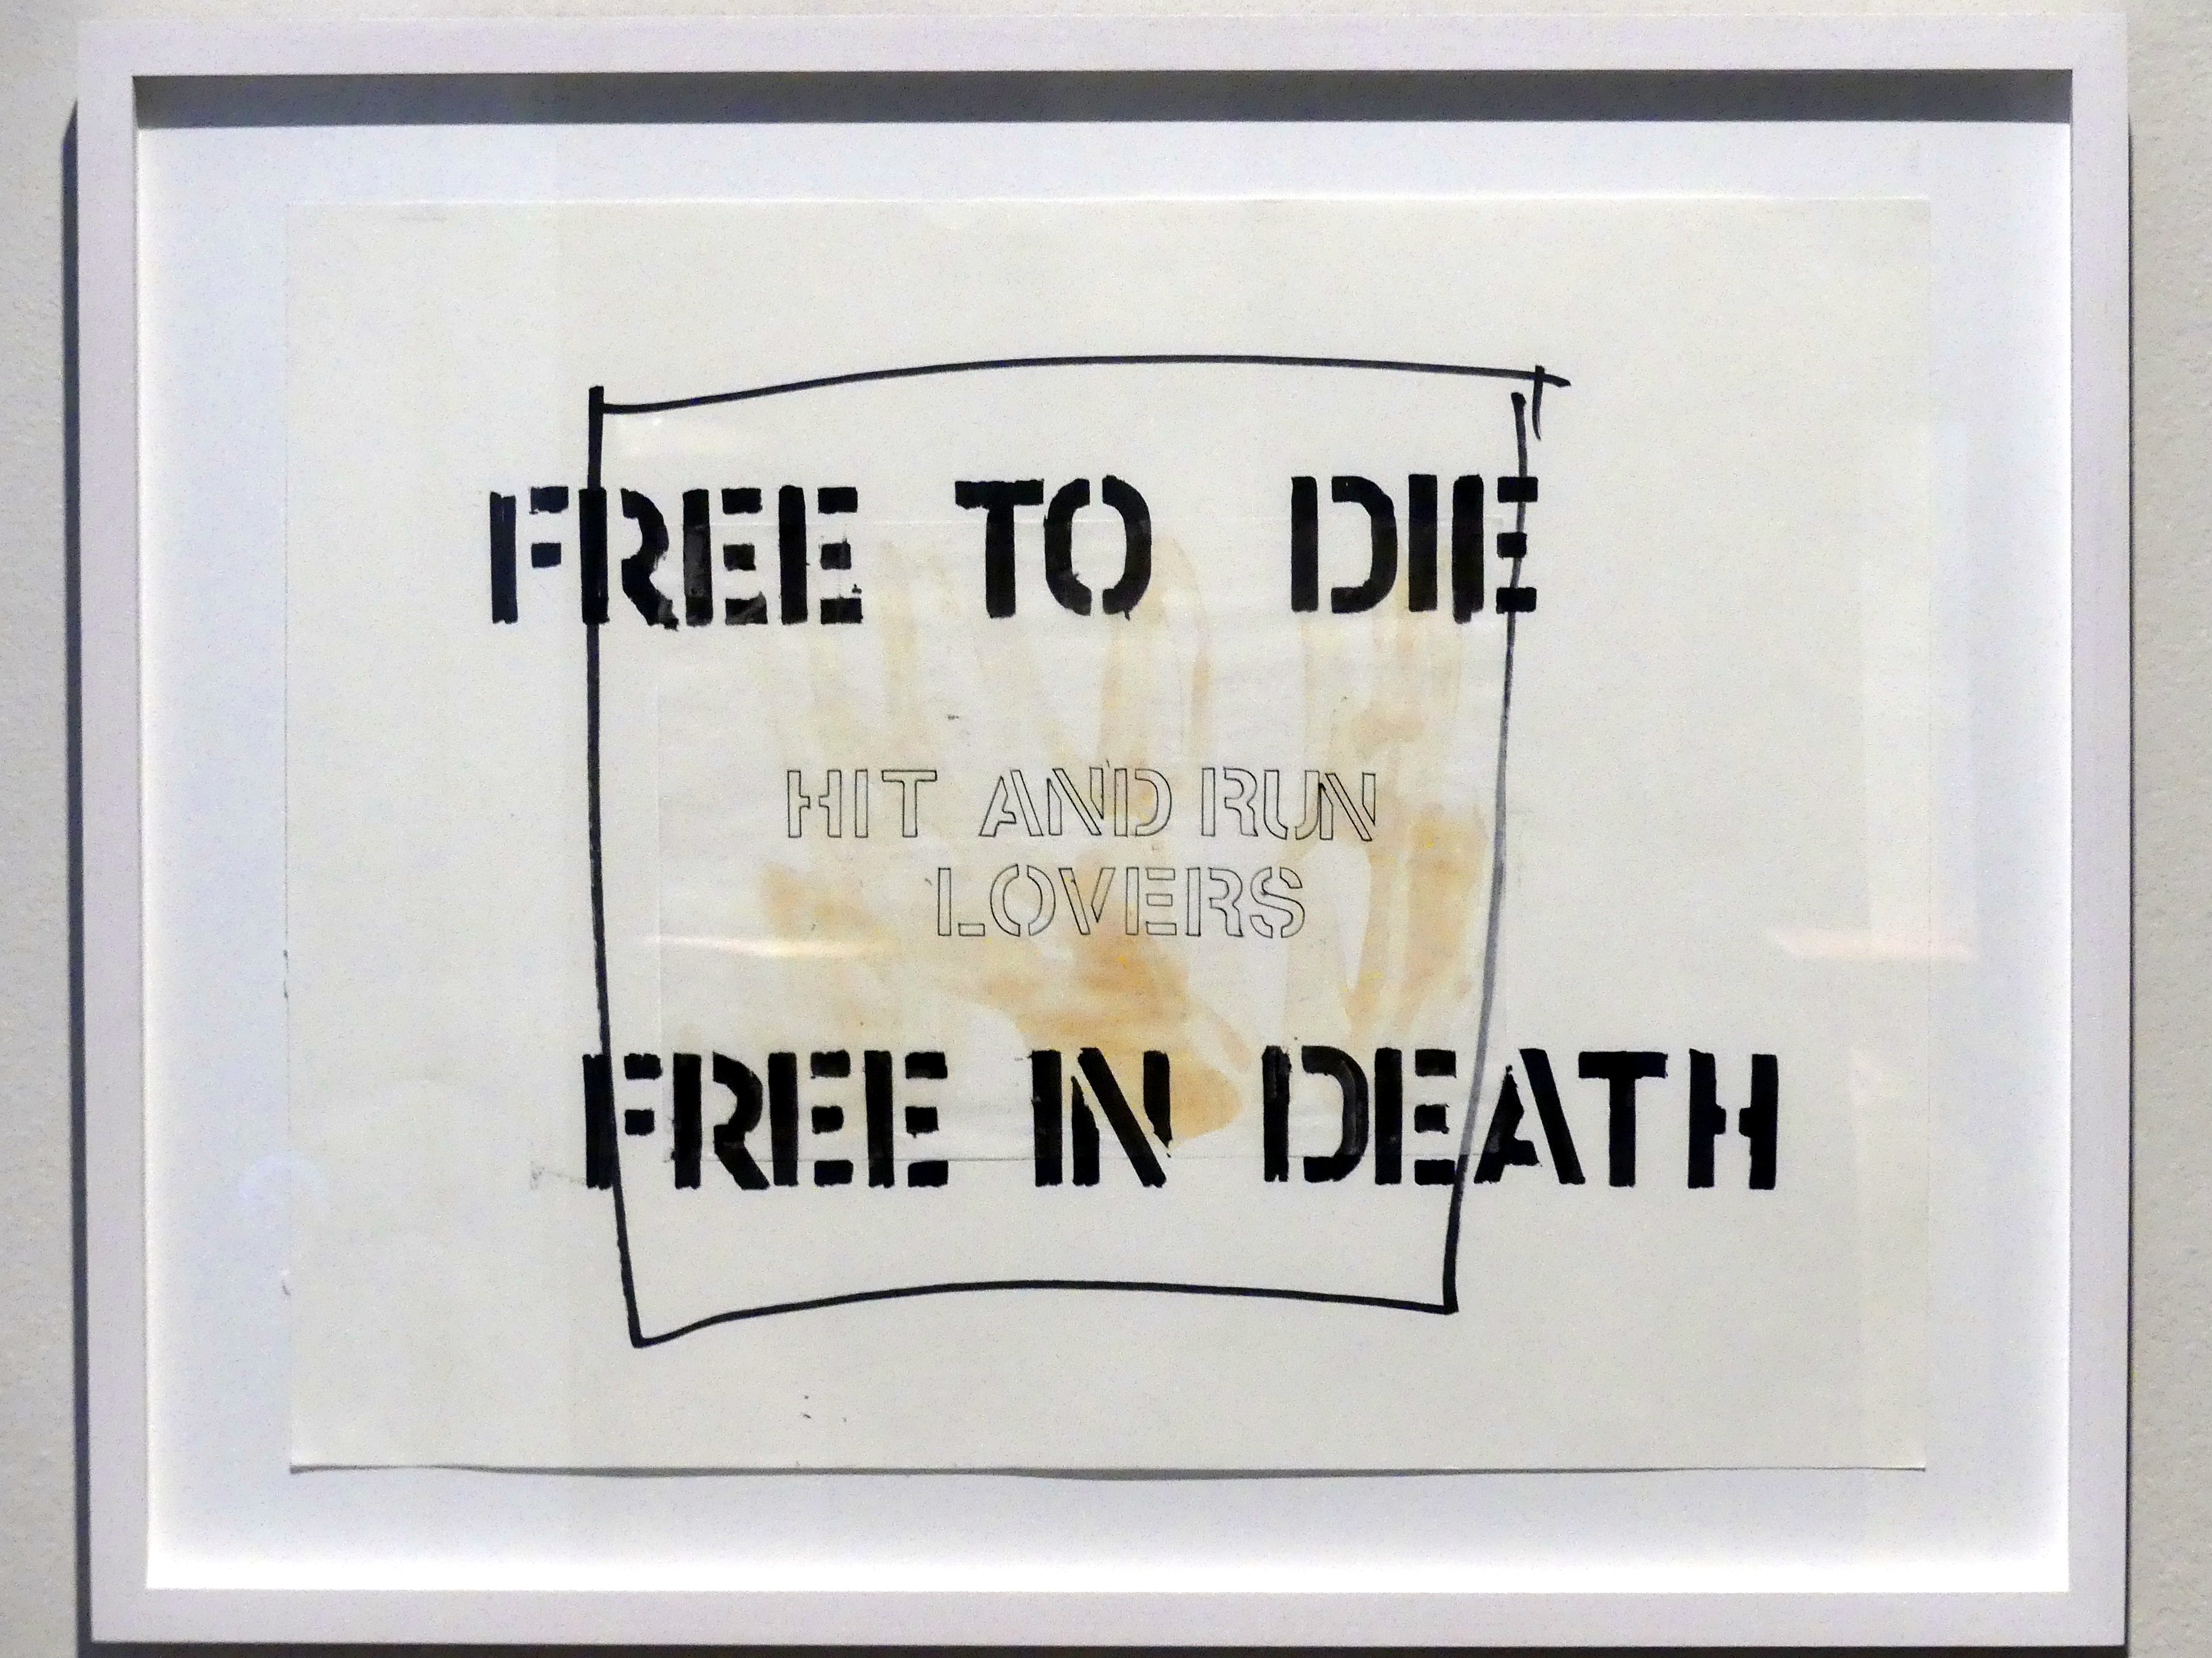 FREE TO DIE
HIT AND RUN
LOVERS
FREE IN DEATH